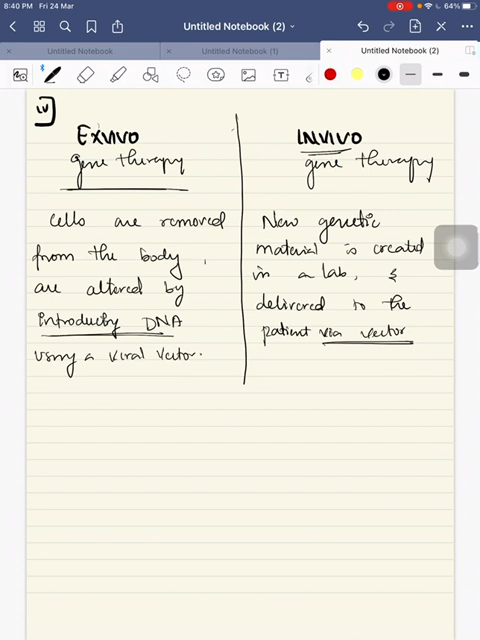 8:40 PM Fri 24 Mar
64%
Untitled Notebook (2)
Untitled Notebook
Untitled Notebook (1)
Untitled Notebook (2)
iv)
EXVIVO
gene therapy
cells are removed
from the body,
are altered by
introducing DNA
using a viral vector.
INVIVO
gene therapy
New genetic
material is created
in a lab, &
delivered to the
patient via vector